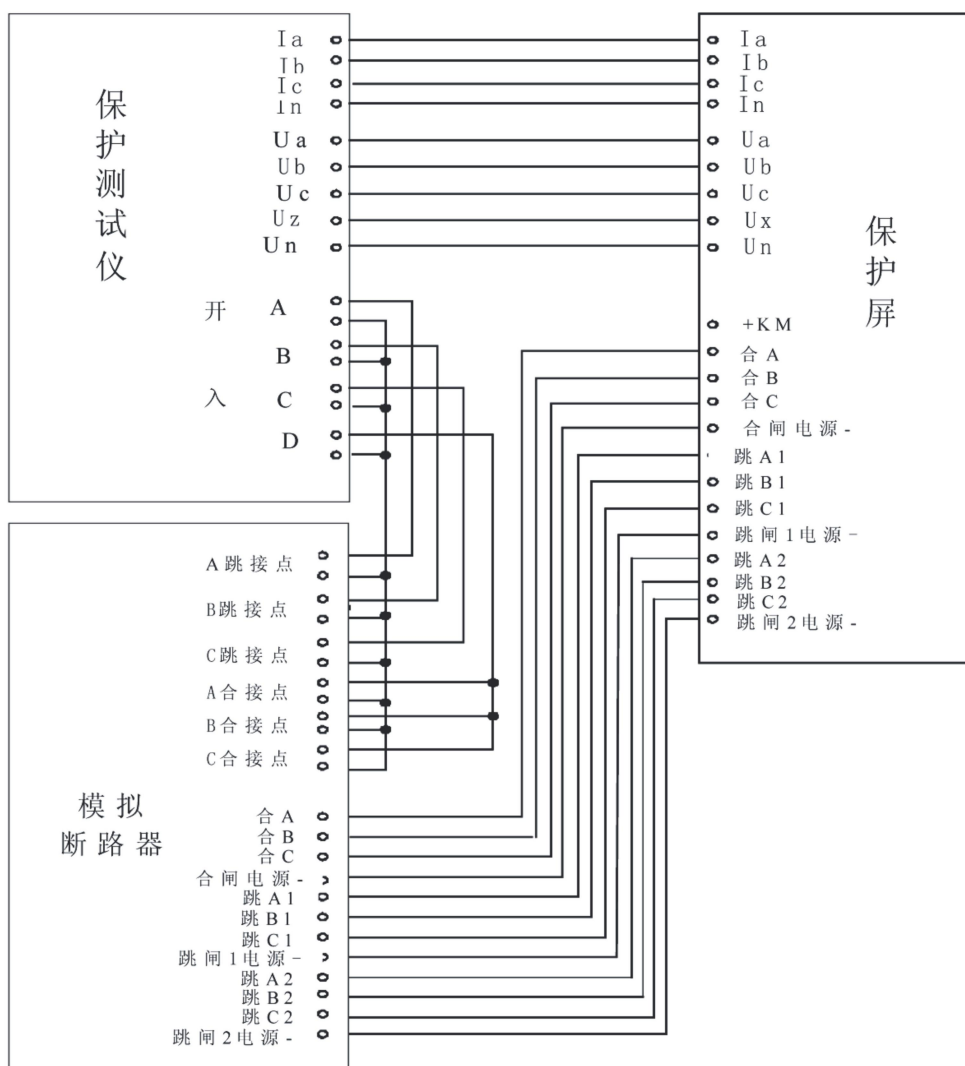 保护测试仪
Ia
Ib
Ic
In
Ua
Ub
Uc
Uz
Un
开
入
A
B
C
D
保护屏
Ia
Ib
Ic
In
Ua
Ub
Uc
Ux
Un
+KM
合A
合B
合C
合闸电源-
跳A1
跳B1
跳C1
跳闸1电源-
跳A2
跳B2
跳C2
跳闸2电源-
模拟
断路器
A跳接点
B跳接点
C跳接点
A合接点
B合接点
C合接点
合A
合B
合C
合闸电源-
跳A1
跳B1
跳C1
跳闸1电源-
跳A2
跳B2
跳C2
跳闸2电源-